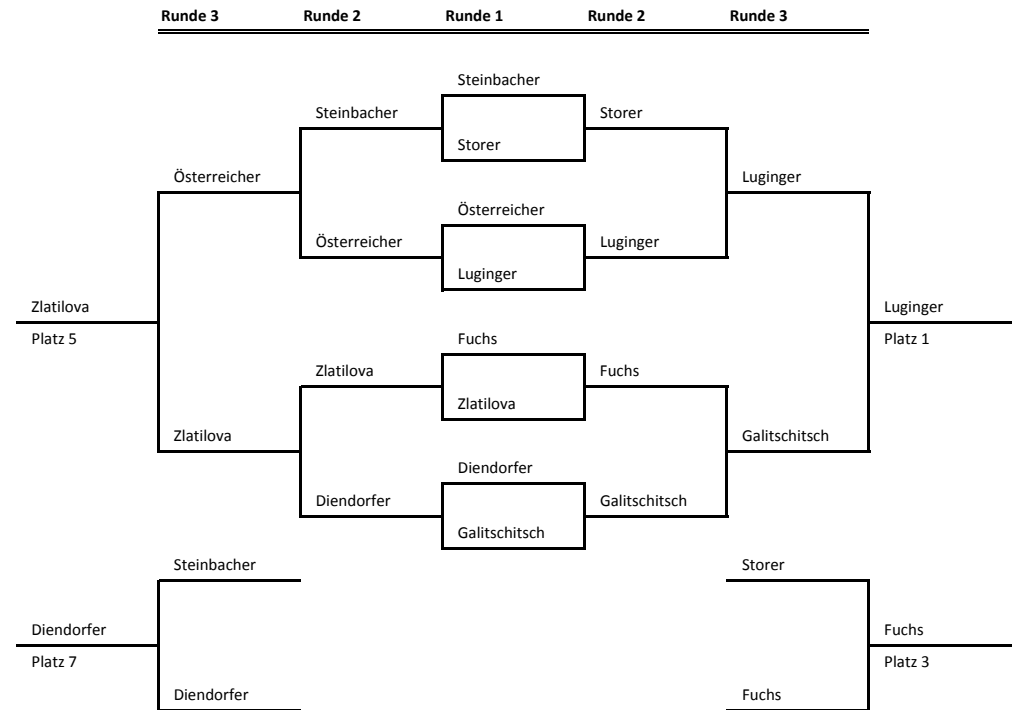 Runde 3 Runde 2 Runde 1 Runde 2 Runde 3
Steinbacher
Steinbacher Storer
Storer
Österreicher Luginger
Österreicher
Österreicher Luginger
Luginger
Zlatilova Luginger
Platz 5 Platz 1
Fuchs
Zlatilova Fuchs
Zlatilova
Zlatilova Galitschitsch
Diendorfer
Diendorfer Galitschitsch
Galitschitsch
Steinbacher Storer
Diendorfer Fuchs
Platz 7 Platz 3
Diendorfer Fuchs